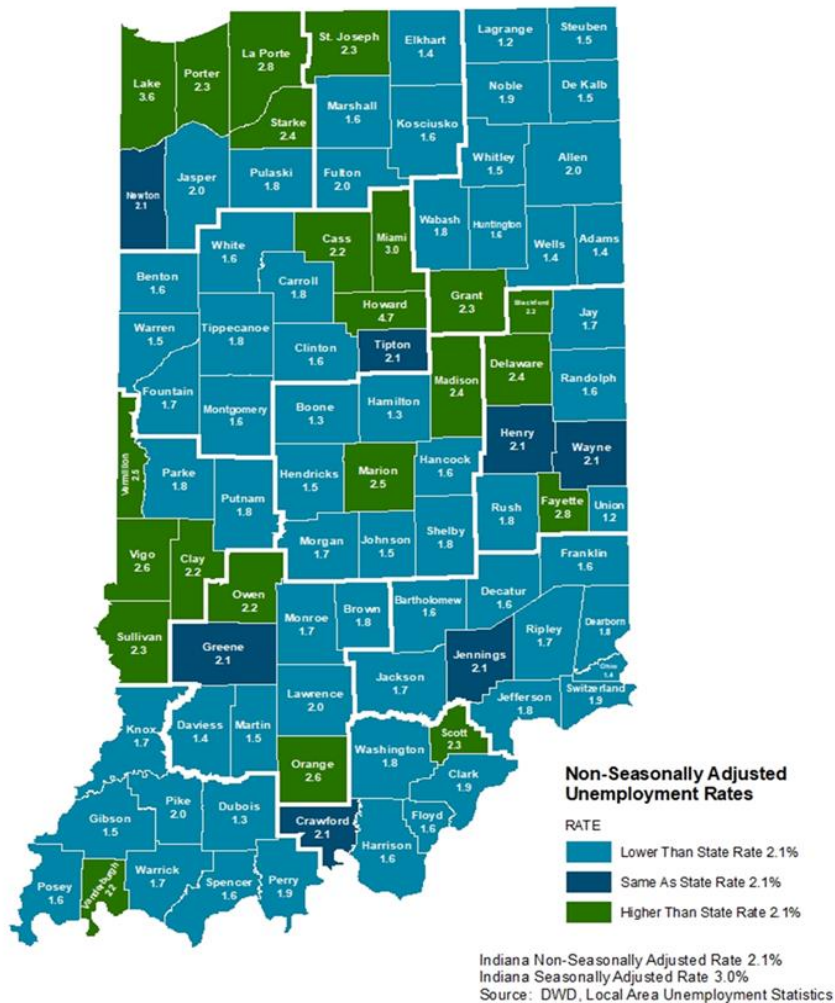 St. Joseph
2.3
Elkhart
1.4
Lagrange
1.2
Steuben
1.5
La Porte
2.8
Lake
3.6
Porter
2.3
Noble
1.9
De Kalb
1.5
Marshall
1.6
Starke
2.4
Kosciusko
1.6
Whitley
1.5
Allen
2.0
Newton
2.1
Jasper
2.0
Pulaski
1.8
Fulton
2.0
Wabash
1.8
Huntington
1.6
Wells
1.4
Adams
1.4
White
1.6
Cass
2.2
Miami
3.0
Benton
1.6
Carroll
1.8
Grant
2.3
Blackford
2.2
Jay
1.7
Howard
4.7
Warren
1.5
Tippecanoe
1.8
Clinton
1.6
Tipton
2.1
Madison
2.4
Delaware
2.4
Randolph
1.6
Fountain
1.7
Montgomery
1.6
Boone
1.3
Hamilton
1.3
Henry
2.1
Wayne
2.1
Vermillion
2.5
Parke
1.8
Putnam
1.8
Hendricks
1.5
Marion
2.5
Hancock
1.6
Rush
1.8
Fayette
2.8
Union
1.2
Vigo
2.6
Clay
2.2
Morgan
1.7
Johnson
1.5
Shelby
1.8
Franklin
1.6
Owen
2.2
Monroe
1.7
Brown
1.8
Bartholomew
1.6
Decatur
1.6
Dearborn
1.8
Sullivan
2.3
Greene
2.1
Ripley
1.7
Ohio
1.4
Jennings
2.1
Jackson
1.7
Switzerland
1.9
Jefferson
1.8
Lawrence
2.0
Knox
1.7
Daviess
1.4
Martin
1.5
Scott
2.3
Orange
2.6
Washington
1.8
Clark
1.9
Pike
2.0
Dubois
1.3
Gibson
1.5
Crawford
2.1
Floyd
1.6
Harrison
1.6
Posey
1.6
Vanderburgh
2.2
Warrick
1.7
Spencer
1.6
Perry
1.9
Non-Seasonally Adjusted
Unemployment Rates
RATE
Lower Than State Rate 2.1%
Same As State Rate 2.1%
Higher Than State Rate 2.1%
Indiana Non-Seasonally Adjusted Rate 2.1%
Indiana Seasonally Adjusted Rate 3.0%
Source: DWD, Local Area Unemployment Statistics